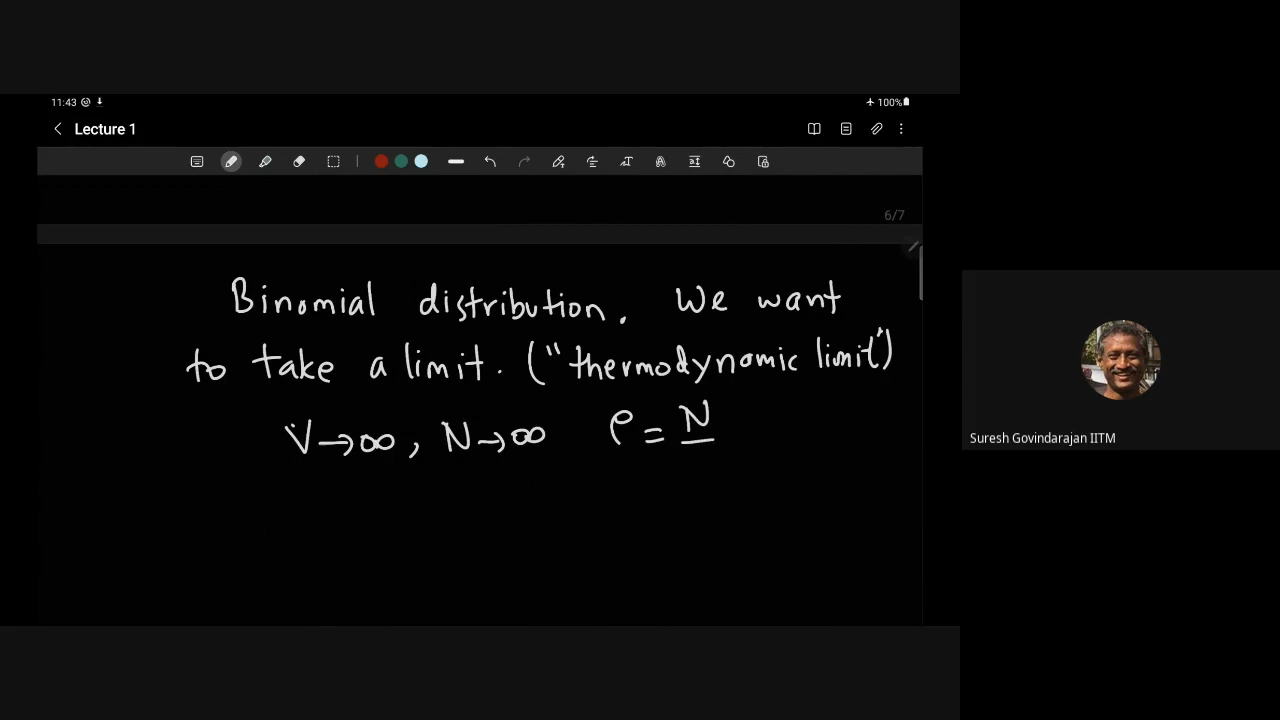 11:43
100%
Lecture 1
6/7
Binomial distribution. We want
to take a limit. ("thermodynamic limit")
V→∞, N→∞ ρ = N
Suresh Govindarajan IITM